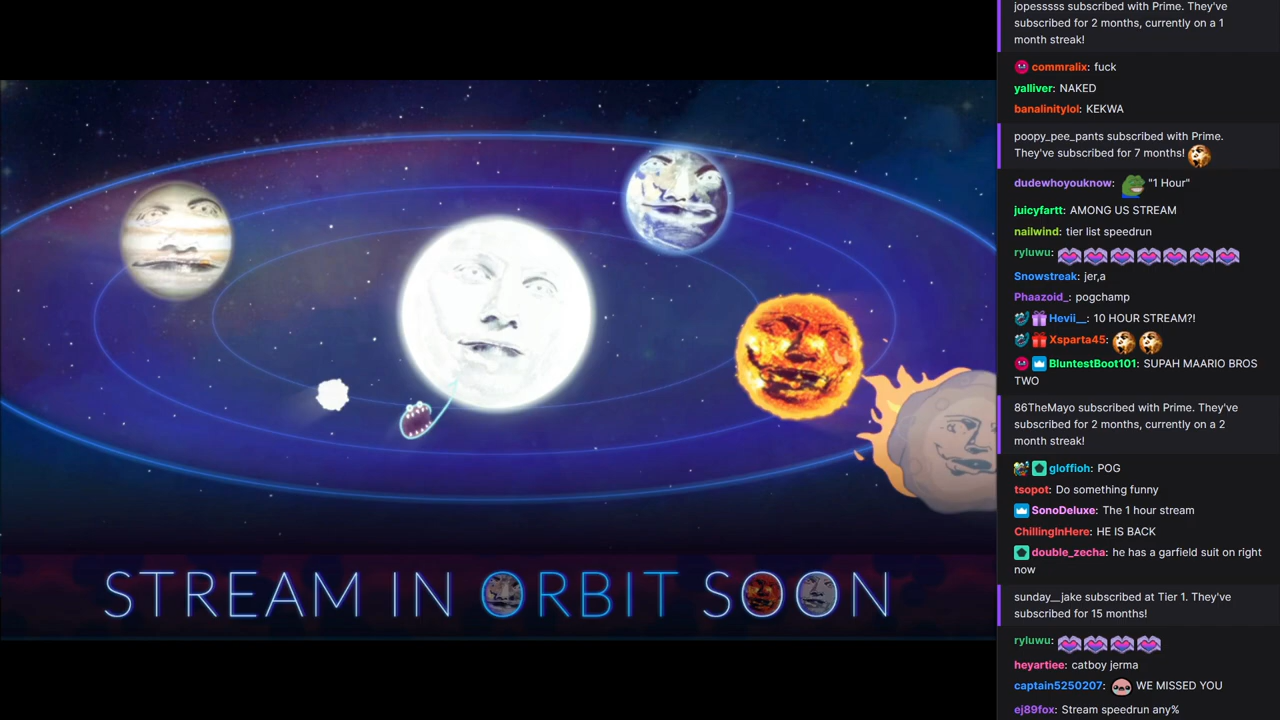 jopesssss subscribed with Prime. They've
subscribed for 2 months, currently on a 1
month streak!
commralix: fuck
yalliver: NAKED
banalinitylol: KEKWA
poopy_pee_pants subscribed with Prime.
They've subscribed for 7 months!
dudewhoyouknow: "1 Hour"
juicyfartt: AMONG US STREAM
nailwind: tier list speedrun
ryluwu:
Snowstreak: jer,a
Phaazoid_: pogchamp
Hevii__: 10 HOUR STREAM?!
Xsparta45:
BluntestBoot101: SUPAH MAARIO BROS
TWO
86TheMayo subscribed with Prime. They've
subscribed for 2 months, currently on a 2
month streak!
gloffioh: POG
tsopot: Do something funny
SonoDeluxe: The 1 hour stream
ChillingInHere: HE IS BACK
double_zecha: he has a garfield suit on right
now
sunday__jake subscribed at Tier 1. They've
subscribed for 15 months!
ryluwu:
heyartiee: catboy jerma
captain5250207: WE MISSED YOU
ej89fox: Stream speedrun any%
STREAM IN ORBIT SOON